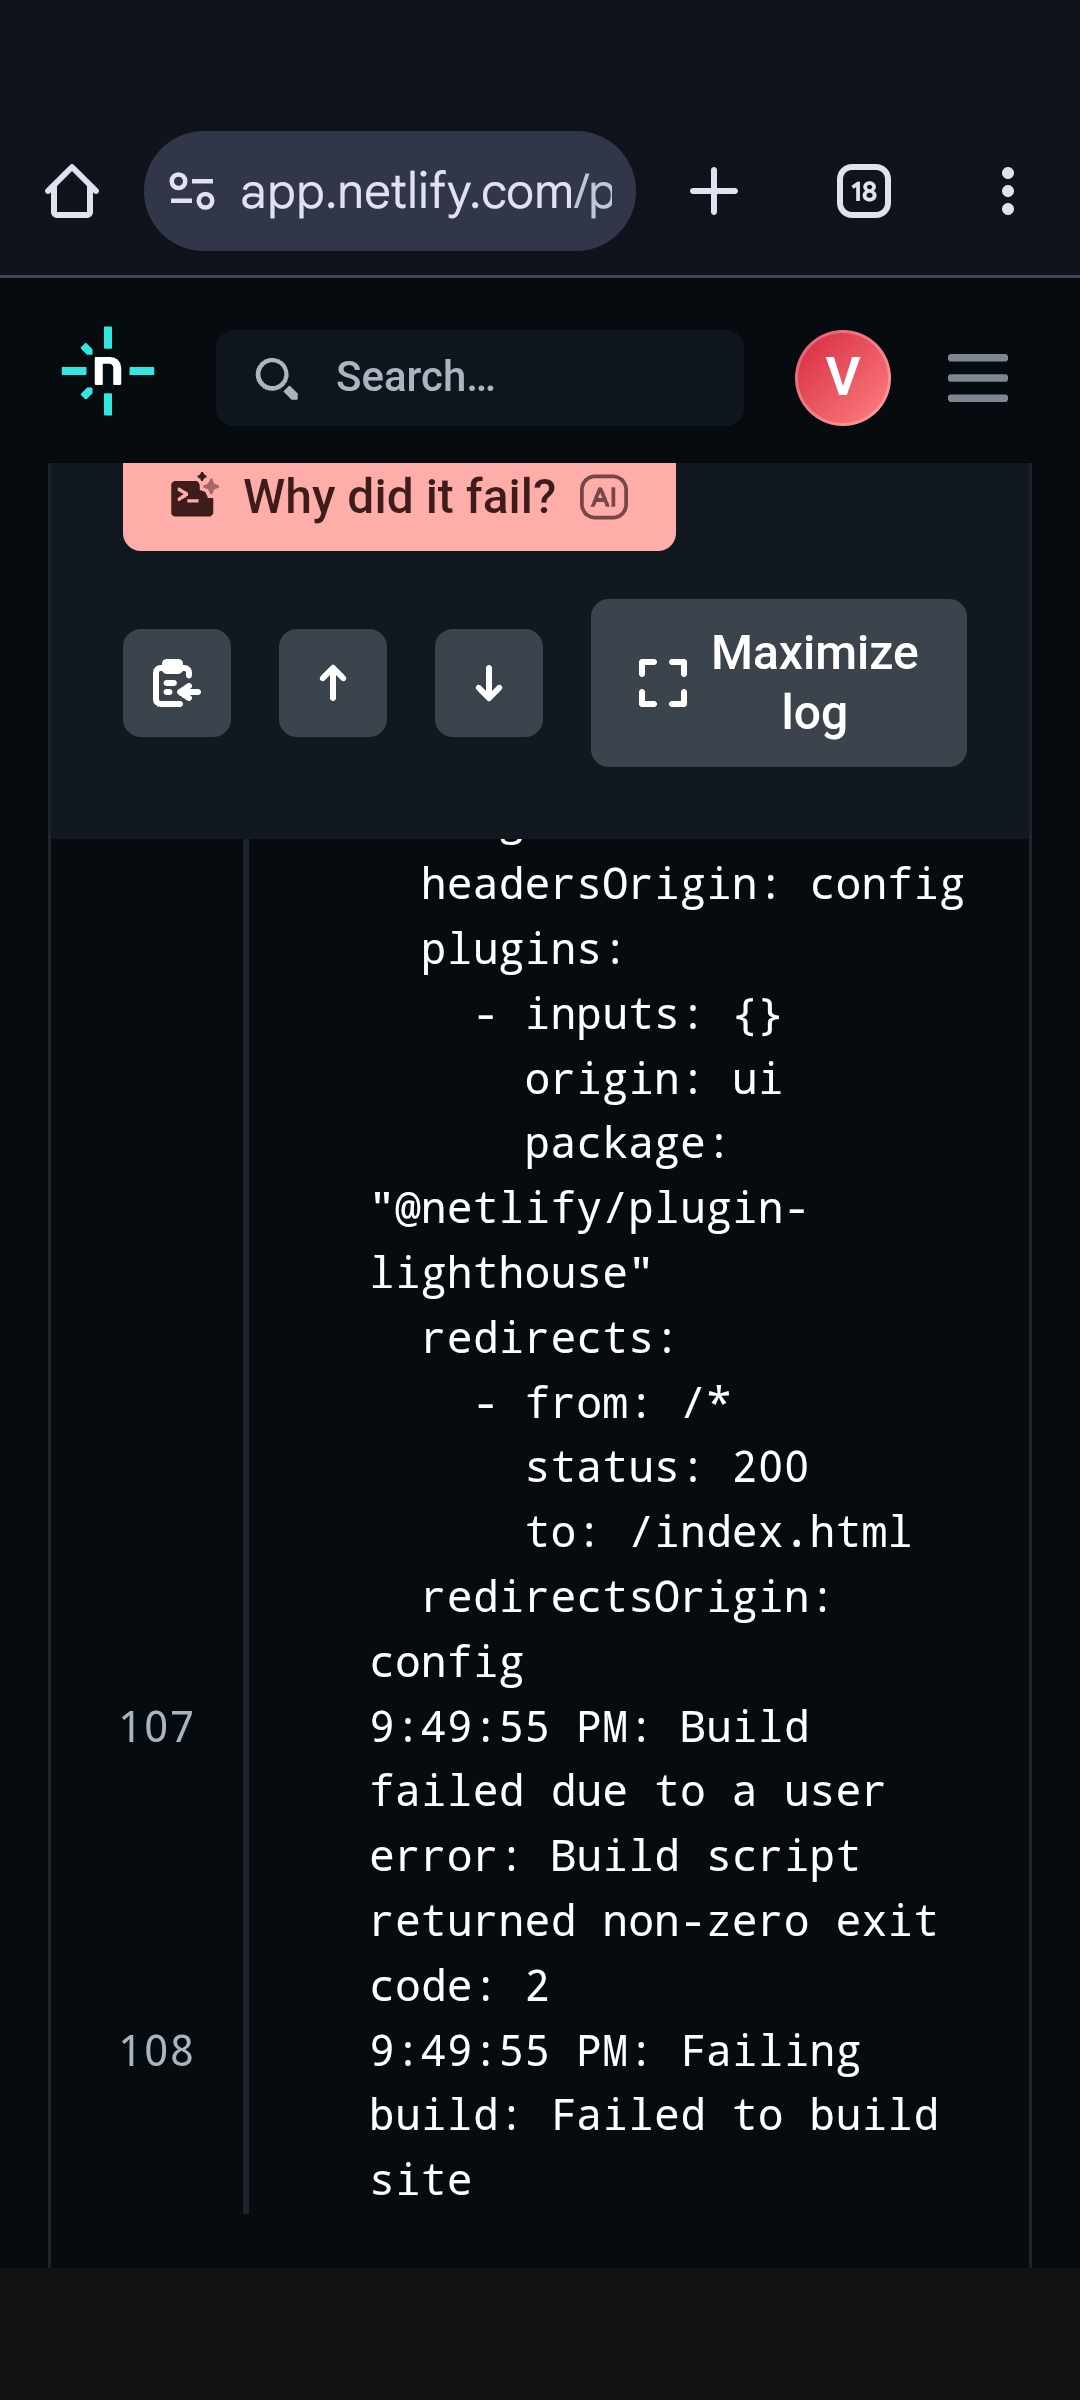 app.netlify.com/p
18
n
Search...
V
Why did it fail? AI
Maximize
log
headersOrigin: config
plugins:
- inputs: {}
origin: ui
package:
"@netlify/plugin-
lighthouse"
redirects:
- from: /*
status: 200
to: /index.html
redirectsOrigin:
config
107 9:49:55 PM: Build
failed due to a user
error: Build script
returned non-zero exit
code: 2
108 9:49:55 PM: Failing
build: Failed to build
site